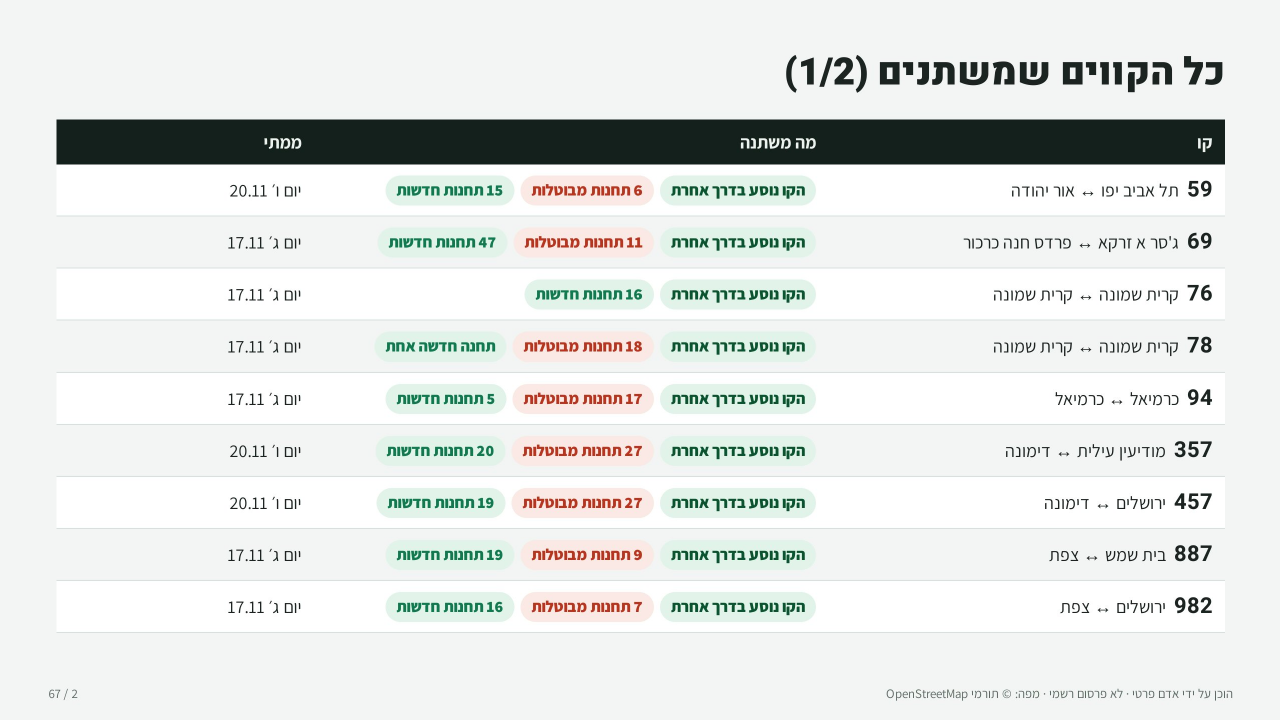 כל הקווים שמשתנים (1/2)
קו מה משתנה ממתי
59 תל אביב יפו ↔ אור יהודה הקו נוסע בדרך אחרת 6 תחנות מבוטלות 15 תחנות חדשות יום ו׳ 20.11
69 ג'סר א זרקא ↔ פרדס חנה כרכור הקו נוסע בדרך אחרת 11 תחנות מבוטלות 47 תחנות חדשות יום ג׳ 17.11
76 קרית שמונה ↔ קרית שמונה הקו נוסע בדרך אחרת 16 תחנות חדשות יום ג׳ 17.11
78 קרית שמונה ↔ קרית שמונה הקו נוסע בדרך אחרת 18 תחנות מבוטלות תחנה חדשה אחת יום ג׳ 17.11
94 כרמיאל ↔ כרמיאל הקו נוסע בדרך אחרת 17 תחנות מבוטלות 5 תחנות חדשות יום ג׳ 17.11
357 מודיעין עילית ↔ דימונה הקו נוסע בדרך אחרת 27 תחנות מבוטלות 20 תחנות חדשות יום ו׳ 20.11
457 ירושלים ↔ דימונה הקו נוסע בדרך אחרת 27 תחנות מבוטלות 19 תחנות חדשות יום ו׳ 20.11
887 בית שמש ↔ צפת הקו נוסע בדרך אחרת 9 תחנות מבוטלות 19 תחנות חדשות יום ג׳ 17.11
982 ירושלים ↔ צפת הקו נוסע בדרך אחרת 7 תחנות מבוטלות 16 תחנות חדשות יום ג׳ 17.11
הוכן על ידי אדם פרטי · לא פרסום רשמי · מפה: © תורמי OpenStreetMap
2 / 67